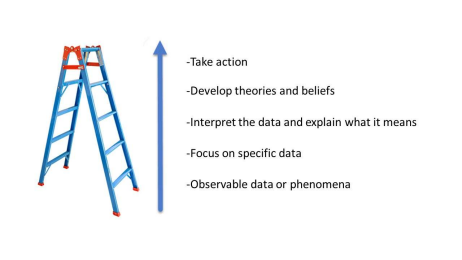 -Take action
-Develop theories and beliefs
-Interpret the data and explain what it means
-Focus on specific data
-Observable data or phenomena